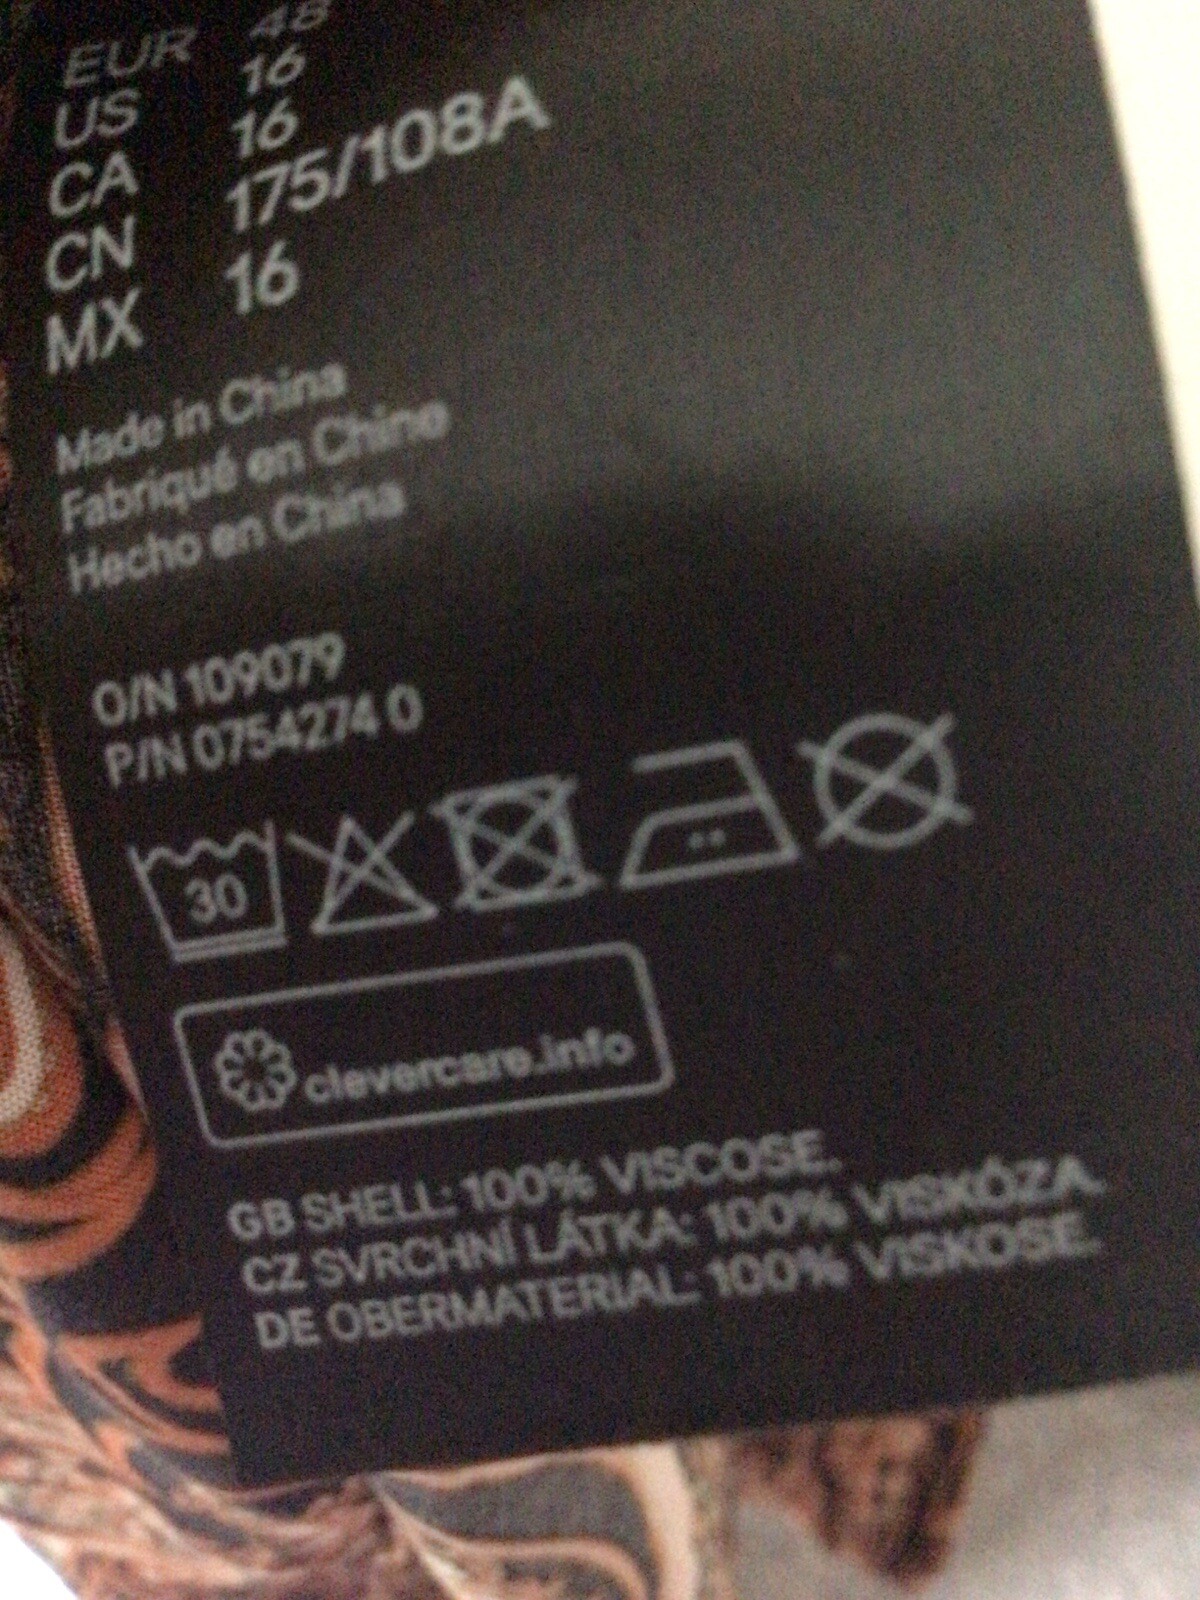 EUR 48
US 16
CA 16
CN 175/108A
MX 16
Made in China
Fabriqué en Chine
Hecho en China
O/N 109079
P/N 0754274 0
30
clevercare.info
GB SHELL: 100% VISCOSE.
CZ SVRCHNÍ LÁTKA: 100% VISKÓZA.
DE OBERMATERIAL: 100% VISKOSE.